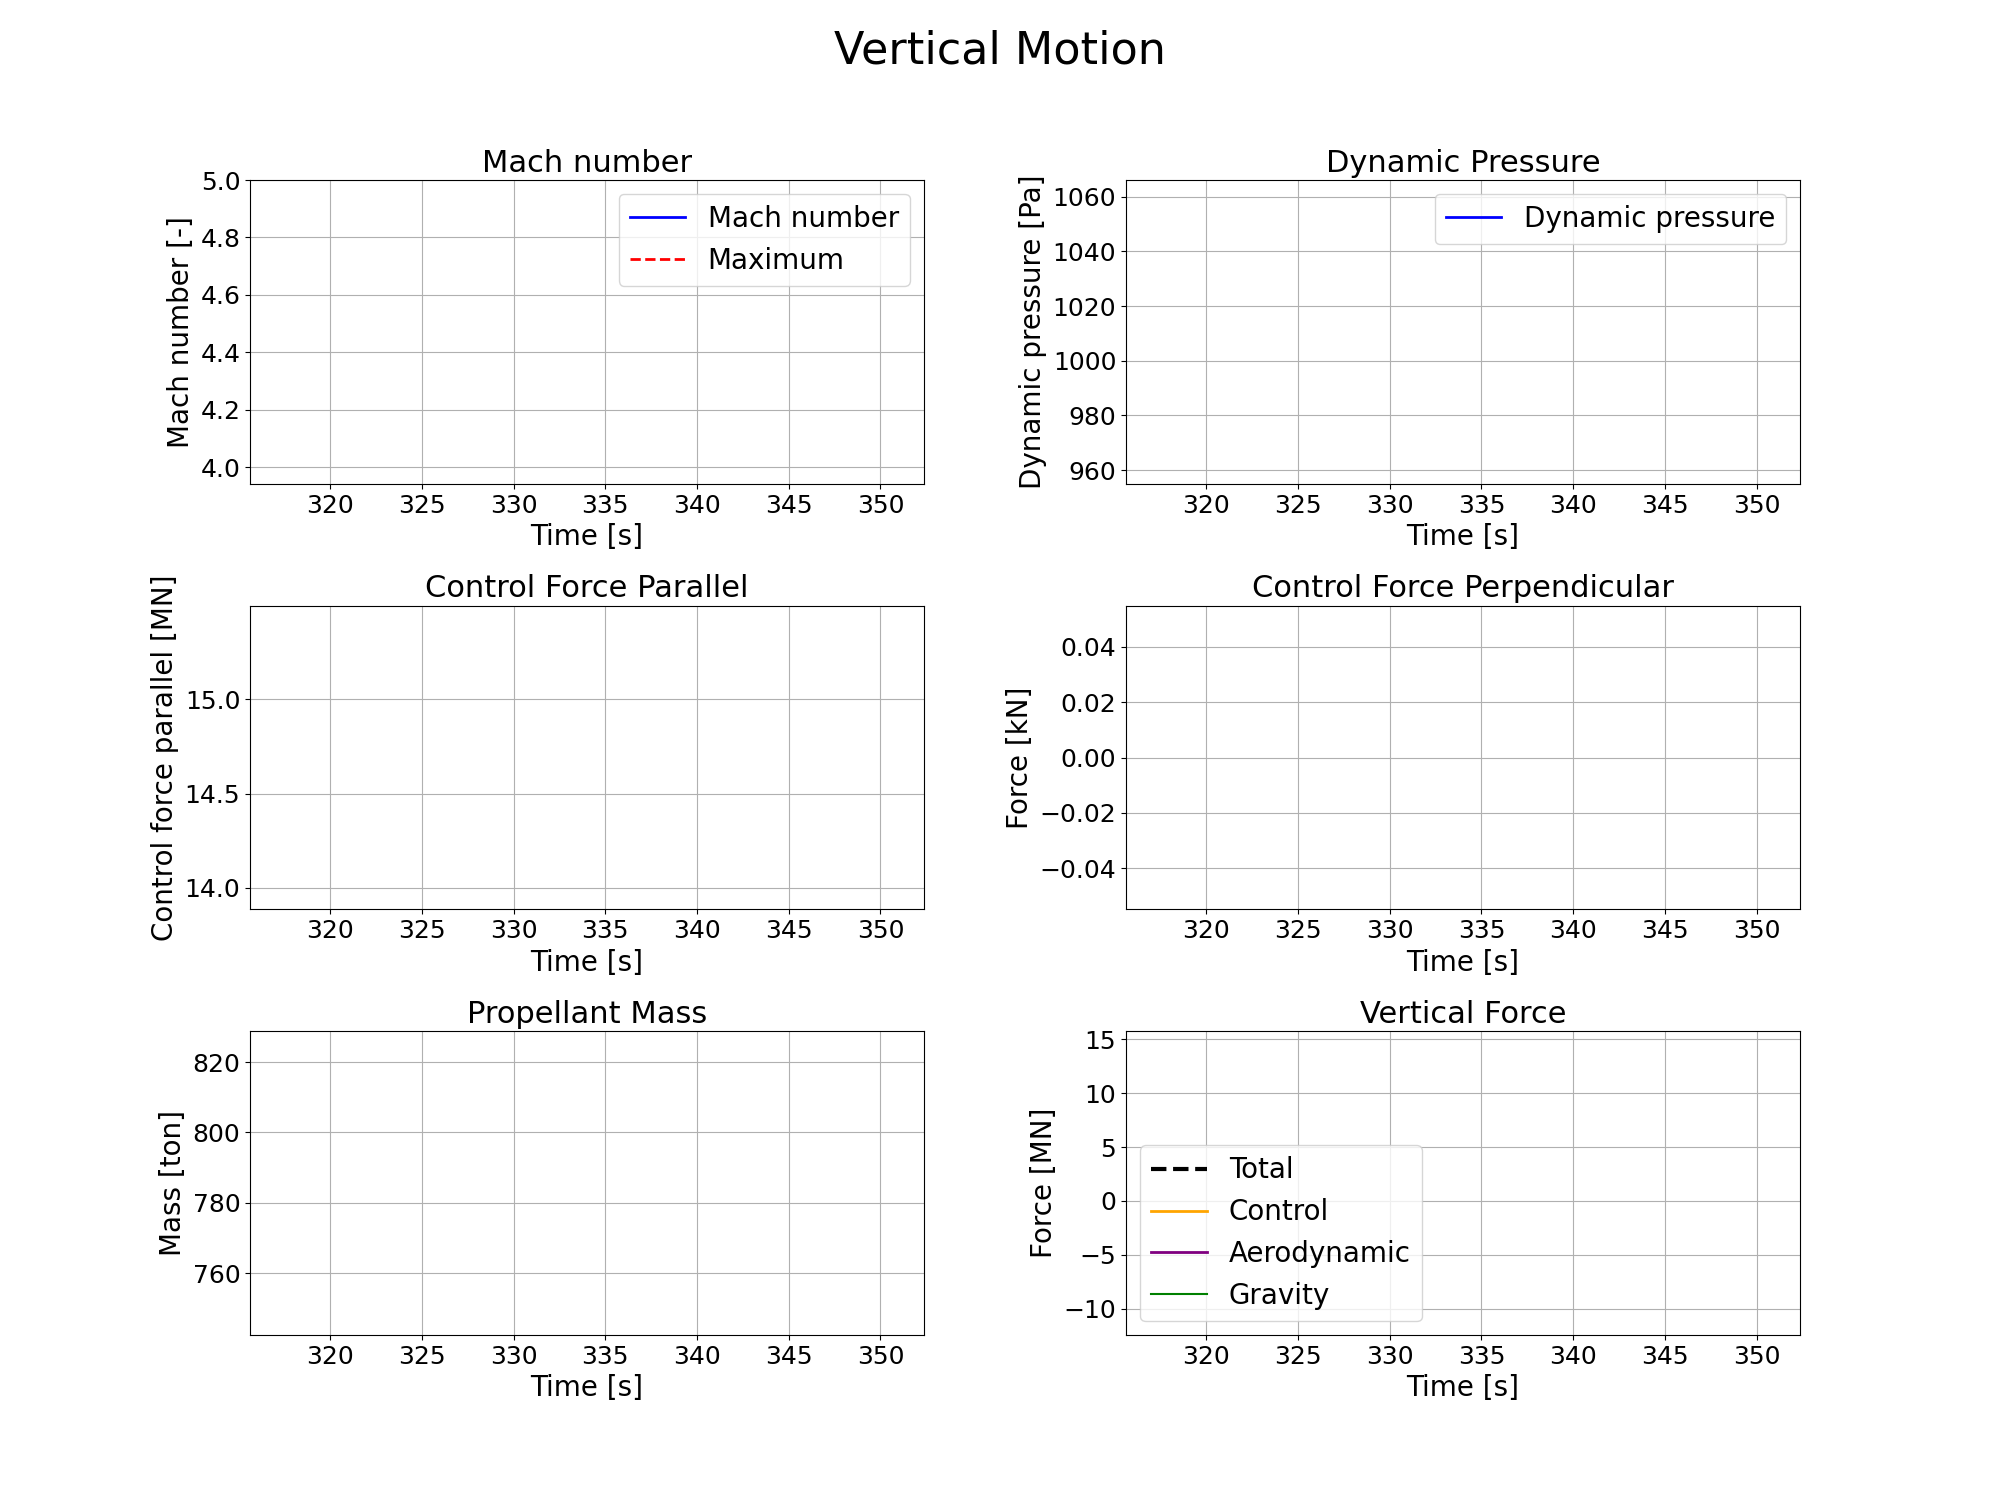 Vertical Motion
Mach number
Mach number [-]
5.0
4.8
4.6
4.4
4.2
4.0
Mach number
Maximum
320 325 330 335 340 345 350
Time [s]
Dynamic Pressure
Dynamic pressure [Pa]
1060
1040
1020
1000
980
960
Dynamic pressure
320 325 330 335 340 345 350
Time [s]
Control Force Parallel
Control force parallel [MN]
15.0
14.5
14.0
320 325 330 335 340 345 350
Time [s]
Control Force Perpendicular
Force [kN]
0.04
0.02
0.00
−0.02
−0.04
320 325 330 335 340 345 350
Time [s]
Propellant Mass
Mass [ton]
820
800
780
760
320 325 330 335 340 345 350
Time [s]
Vertical Force
Force [MN]
15
10
5
0
−5
−10
Total
Control
Aerodynamic
Gravity
320 325 330 335 340 345 350
Time [s]